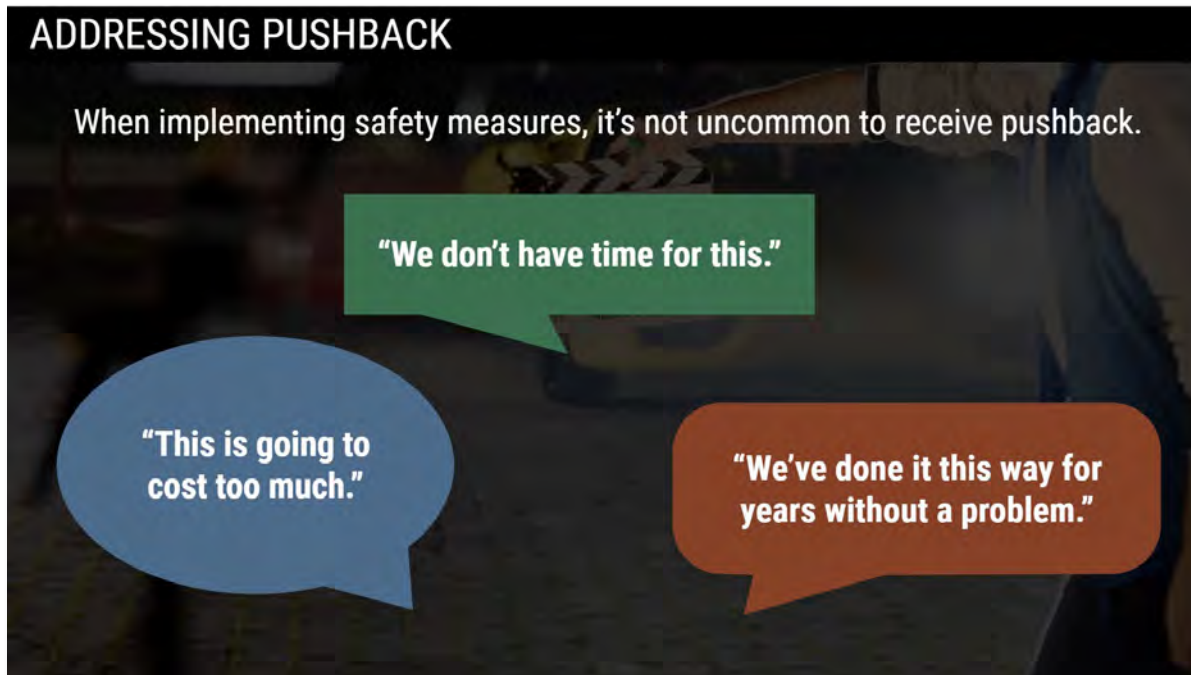 ADDRESSING PUSHBACK
When implementing safety measures, it’s not uncommon to receive pushback.
“We don’t have time for this.”
“This is going to
cost too much.”
“We’ve done it this way for
years without a problem.”